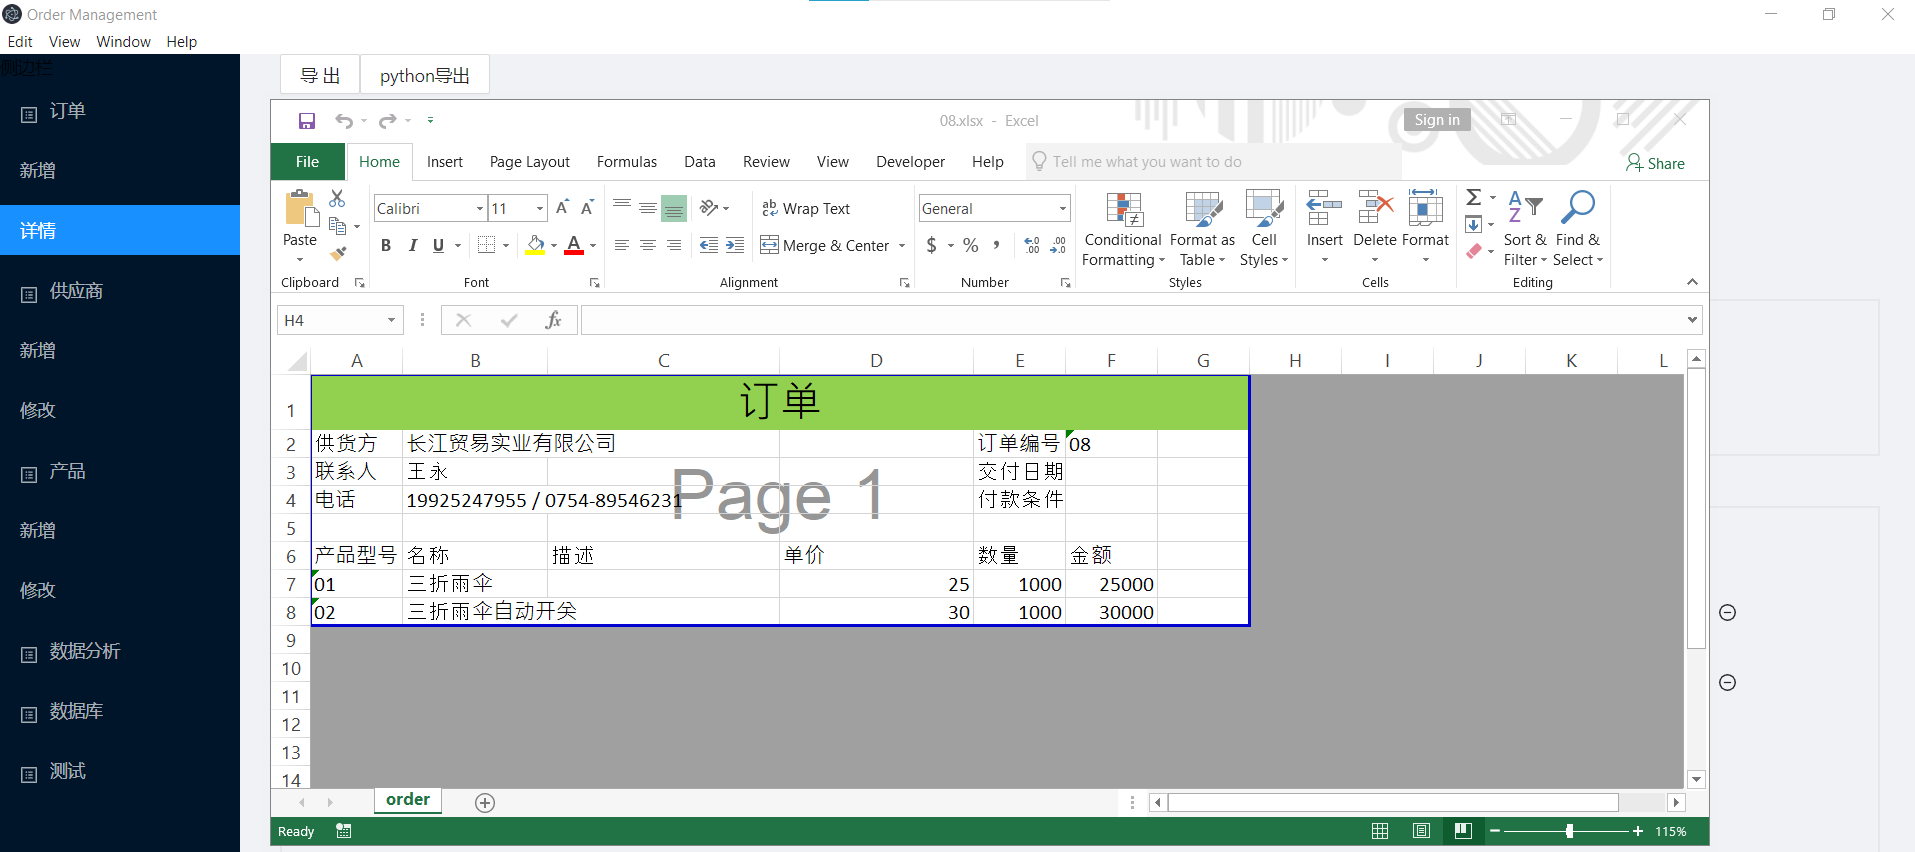 Order Management
Edit View Window Help
侧边栏
订单
新增
详情
供应商
新增
修改
产品
新增
修改
数据分析
数据库
测试
导 出 python导出
08.xlsx - Excel Sign in
File Home Insert Page Layout Formulas Data Review View Developer Help Tell me what you want to do Share
Calibri 11 ab Wrap Text General
Paste B I U A Merge & Center $ % , Conditional Formatting Format as Table Cell Styles Insert Delete Format Sort & Filter Find & Select
Clipboard Font Alignment Number Styles Cells Editing
H4 fx
A B C D E F G H I J K L
1 订单
2 供货方 长江贸易实业有限公司 订单编号 08
3 联系人 王永 交付日期
4 电话 19925247955 / 0754-89546231 付款条件
Page 1
5
6 产品型号 名称 描述 单价 数量 金额
7 01 三折雨伞 25 1000 25000
8 02 三折雨伞自动开关 30 1000 30000
9
10
11
12
13
14
order
Ready 115%